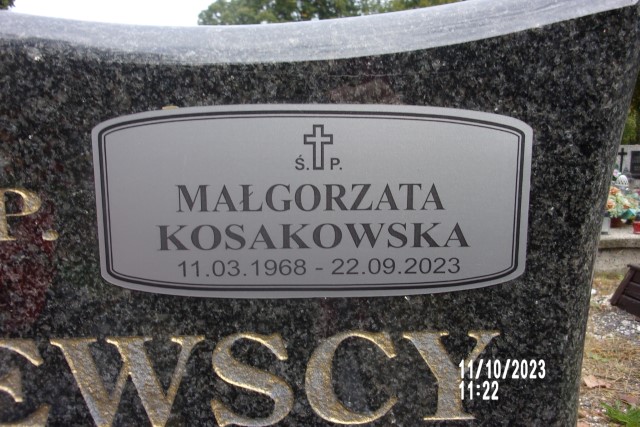 Ś. P.
MAŁGORZATA
KOSAKOWSKA
11.03.1968 - 22.09.2023
P.
EWSCY
11/10/2023
11:22